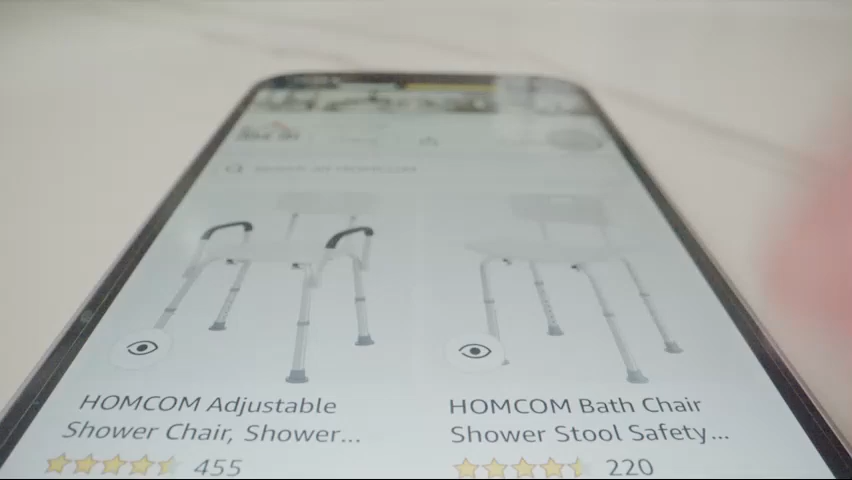 HOMCOM Adjustable
Shower Chair, Shower...
455
HOMCOM Bath Chair
Shower Stool Safety...
220